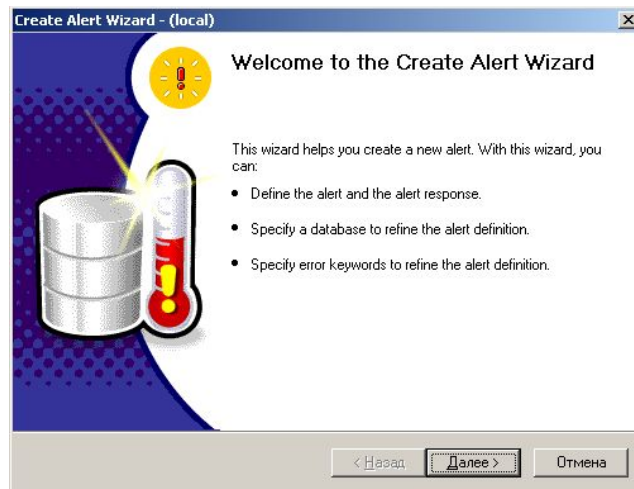 Create Alert Wizard - (local)
Welcome to the Create Alert Wizard
This wizard helps you create a new alert. With this wizard, you
can:
• Define the alert and the alert response.
• Specify a database to refine the alert definition.
• Specify error keywords to refine the alert definition.
< Назад
Далее >
Отмена